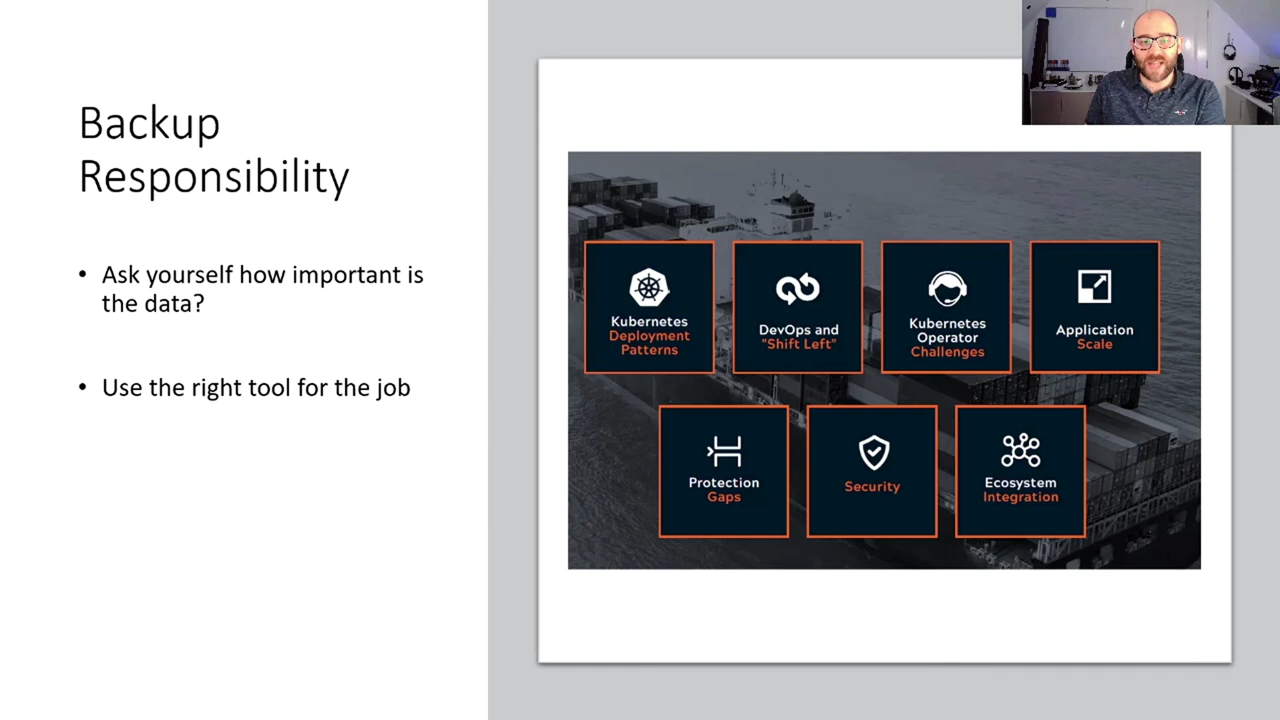 Backup
Responsibility
• Ask yourself how important is
the data?
• Use the right tool for the job
Kubernetes
Deployment
Patterns
DevOps and
"Shift Left"
Kubernetes
Operator
Challenges
Application
Scale
Protection
Gaps
Security
Ecosystem
Integration